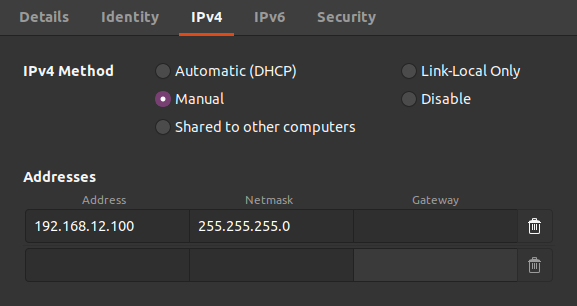 Details Identity IPv4 IPv6 Security
IPv4 Method Automatic (DHCP) Link-Local Only
Manual Disable
Shared to other computers
Addresses
Address Netmask Gateway
192.168.12.100 255.255.255.0